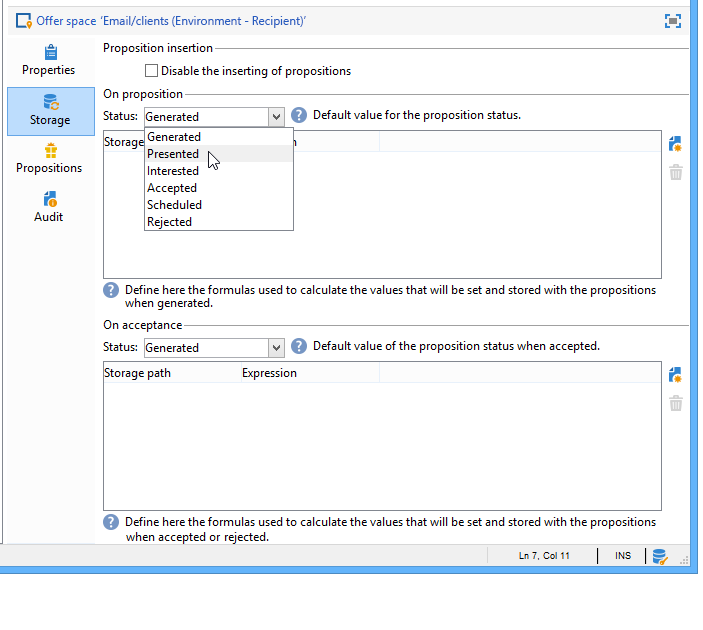 Offer space 'Email/clients (Environment - Recipient)'
Properties
Storage
Propositions
Audit
Proposition insertion
Disable the inserting of propositions
On proposition
Status: Generated
Default value for the proposition status.
Storage
Generated
Presented
Interested
Accepted
Scheduled
Rejected
Define here the formulas used to calculate the values that will be set and stored with the propositions
when generated.
On acceptance
Status: Generated
Default value of the proposition status when accepted.
Storage path Expression
Define here the formulas used to calculate the values that will be set and stored with the propositions
when accepted or rejected.
Ln 7, Col 11 INS